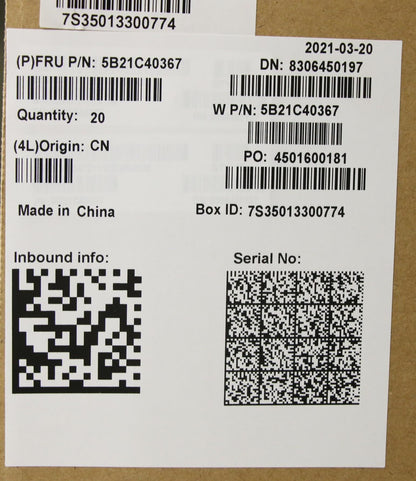 7S35013300774
2021-03-20
(P)FRU P/N: 5B21C40367
DN: 8306450197
W P/N: 5B21C40367
Quantity: 20
(4L)Origin: CN
PO: 4501600181
Made in China
Box ID: 7S35013300774
Inbound info:
Serial No: